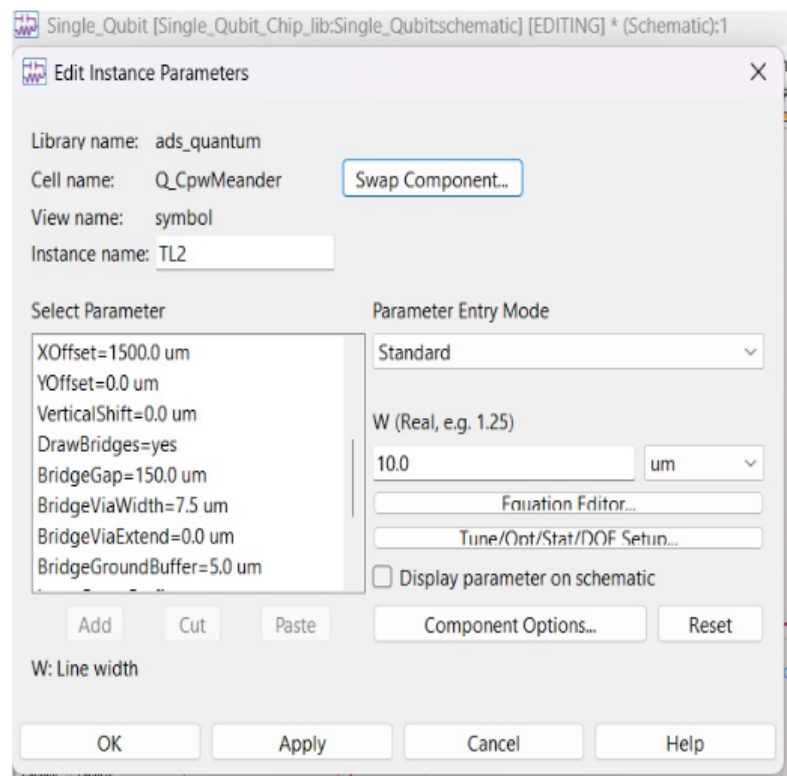 Single_Qubit [Single_Qubit_Chip_lib:Single_Qubit:schematic] [EDITING] * (Schematic):1
Edit Instance Parameters
Library name: ads_quantum
Cell name: Q_CpwMeander Swap Component...
View name: symbol
Instance name: TL2
Select Parameter Parameter Entry Mode
XOffset=1500.0 um Standard
YOffset=0.0 um
VerticalShift=0.0 um
DrawBridges=yes W (Real, e.g. 1.25)
BridgeGap=150.0 um 10.0 um
BridgeViaWidth=7.5 um Equation Editor...
BridgeViaExtend=0.0 um Tune/Opt/Stat/DOE Setup...
BridgeGroundBuffer=5.0 um Display parameter on schematic
Add Cut Paste Component Options... Reset
W: Line width
OK Apply Cancel Help